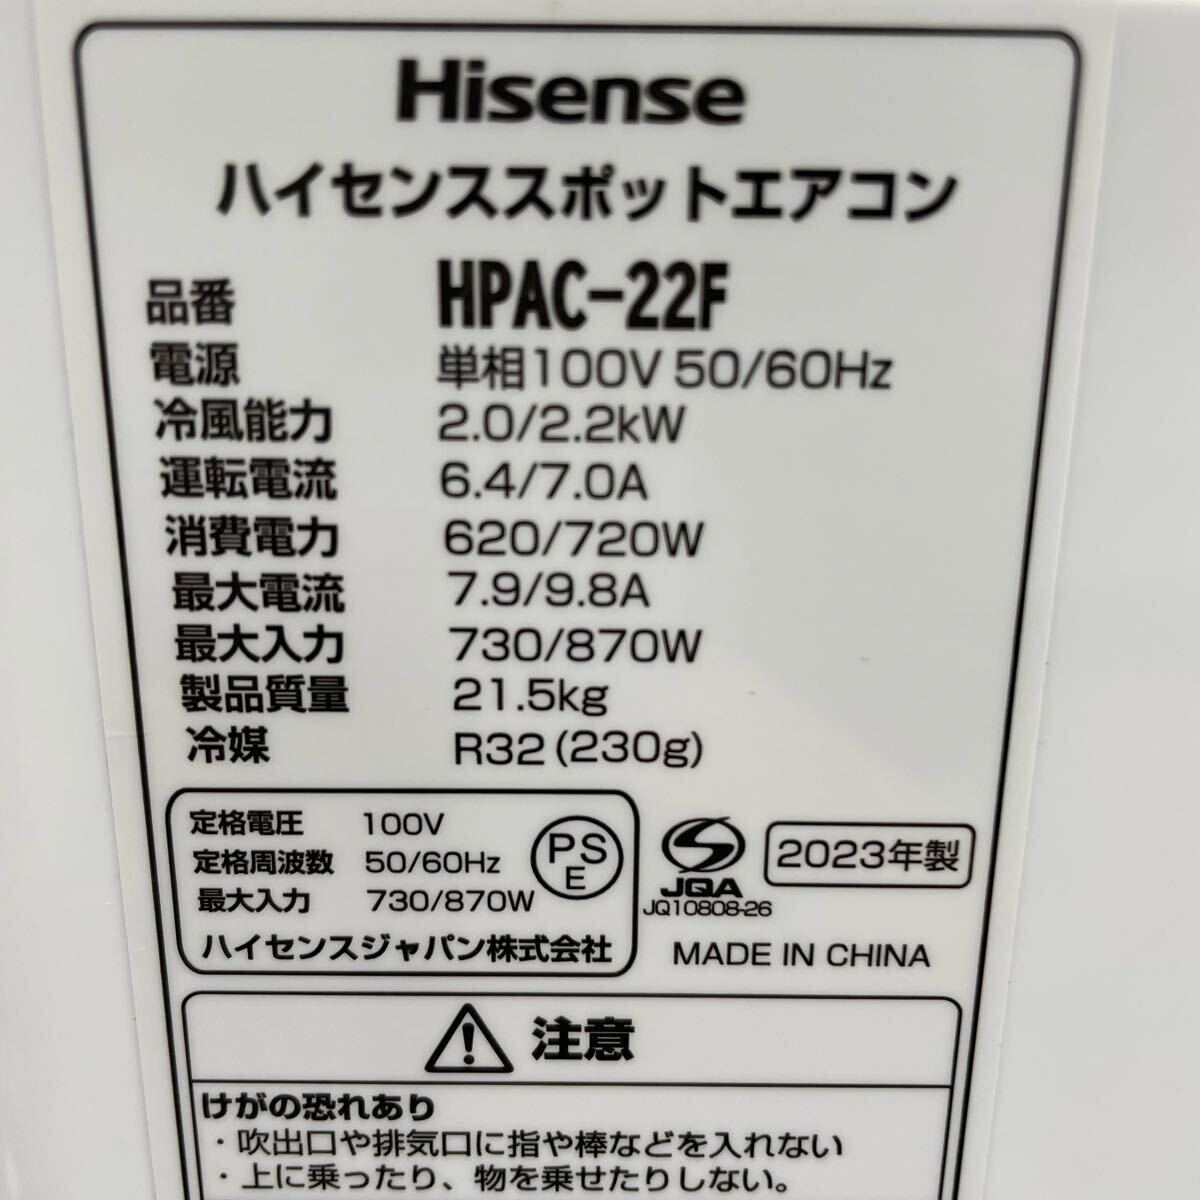 Hisense
ハイセンススポットエアコン
品番 HPAC-22F
電源 単相100V 50/60Hz
冷風能力 2.0/2.2kW
運転電流 6.4/7.0A
消費電力 620/720W
最大電流 7.9/9.8A
最大入力 730/870W
製品質量 21.5kg
冷媒 R32 (230g)
定格電圧 100V
定格周波数 50/60Hz
最大入力 730/870W
ハイセンスジャパン株式会社
PSE
JQA
JQ10808-26
2023年製
MADE IN CHINA
注意
けがの恐れあり
・吹出口や排気口に指や棒などを入れない
・上に乗ったり、物を乗せたりしない。